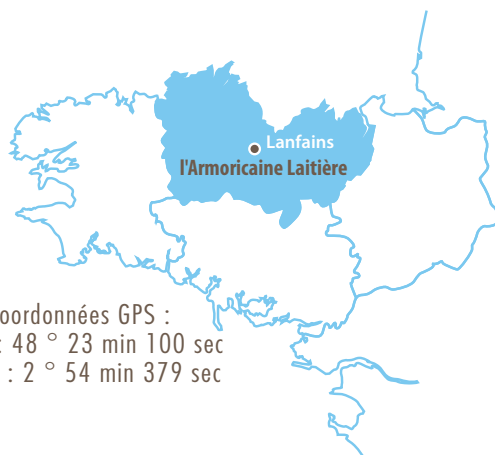 Lanfains
l'Armoricaine Laitière
oordonnées GPS :
: 48 ° 23 min 100 sec
: 2 ° 54 min 379 sec